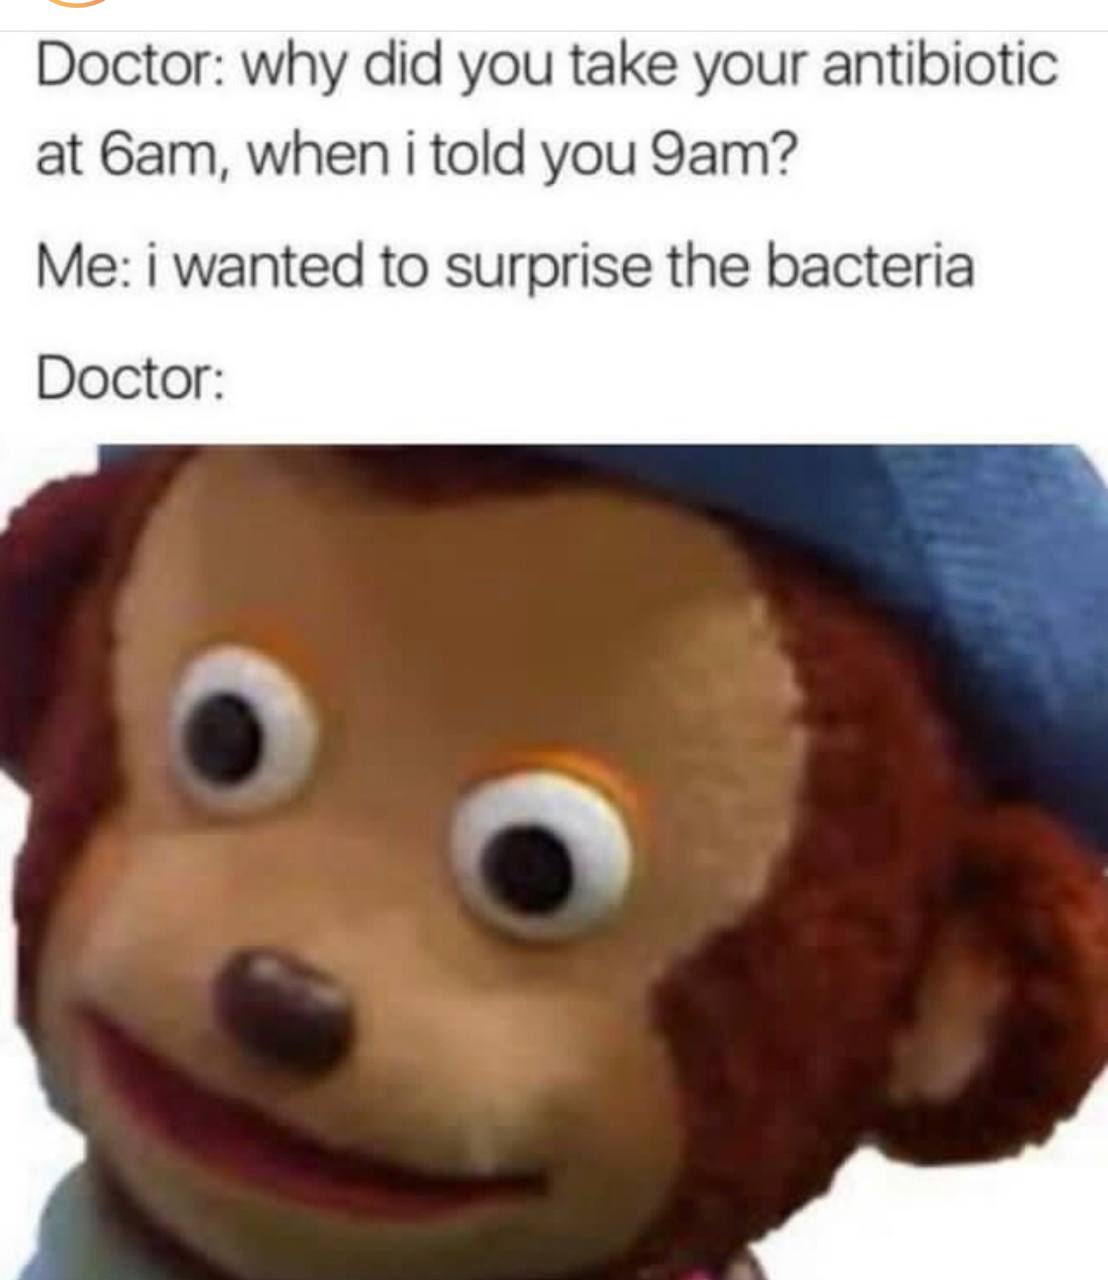 Doctor: why did you take your antibiotic
at 6am, when i told you 9am?
Me: i wanted to surprise the bacteria
Doctor: